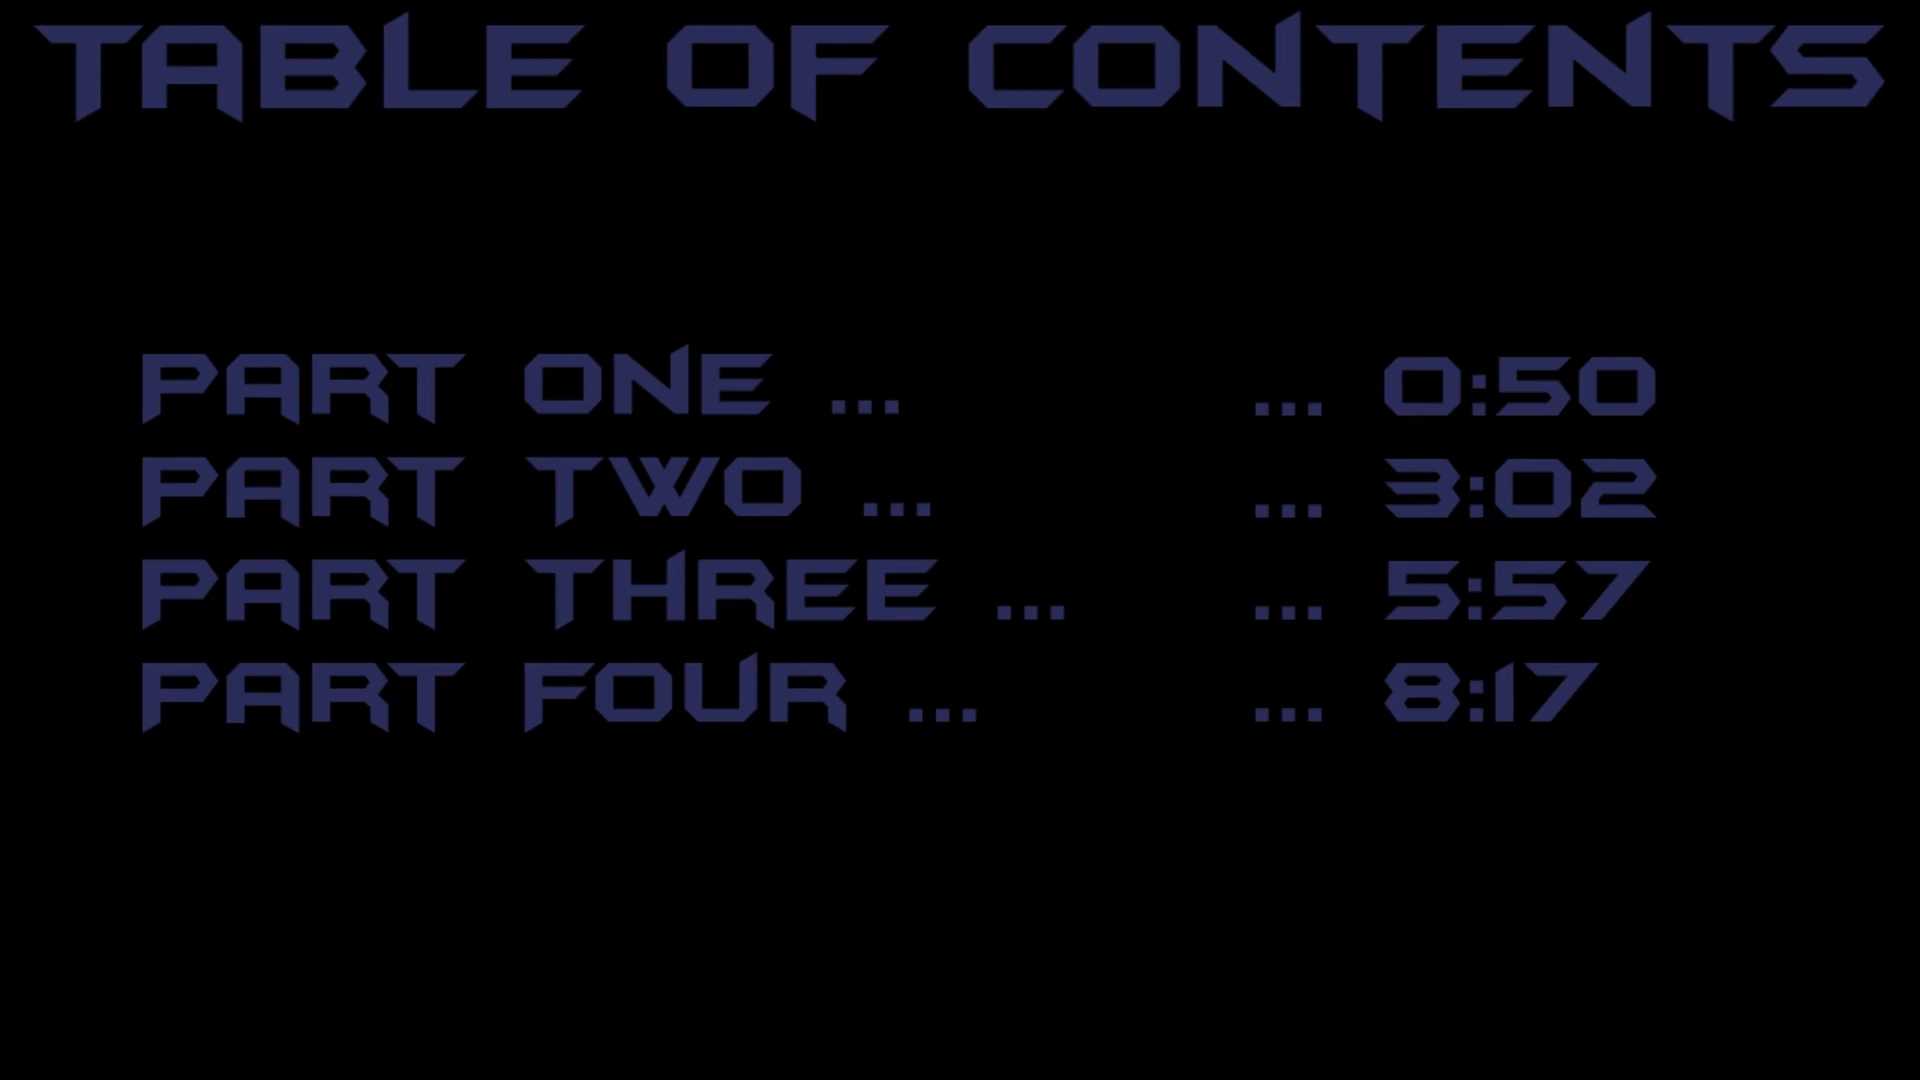 TABLE OF CONTENTS
PART ONE ... ... 0:50
PART TWO ... ... 3:02
PART THREE ... ... 5:57
PART FOUR ... ... 8:17